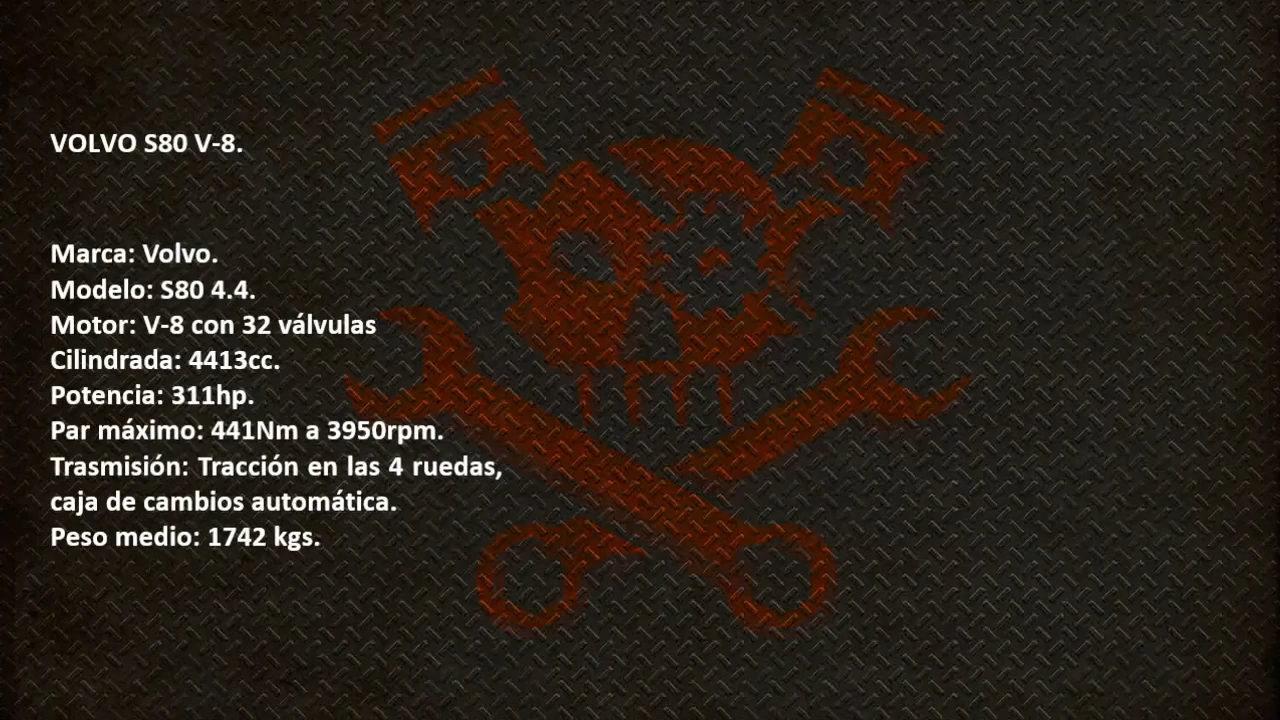 VOLVO S80 V-8.
Marca: Volvo.
Modelo: S80 4.4.
Motor: V-8 con 32 válvulas
Cilindrada: 4413cc.
Potencia: 311hp.
Par máximo: 441Nm a 3950rpm.
Trasmisión: Tracción en las 4 ruedas,
caja de cambios automática.
Peso medio: 1742 kgs.